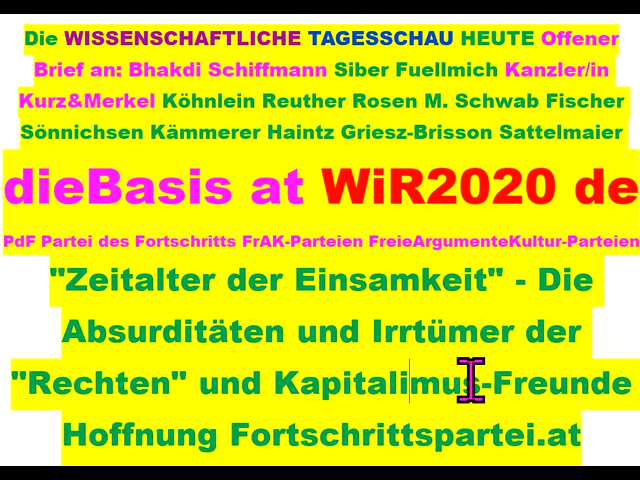 Die WISSENSCHAFTLICHE TAGESSCHAU HEUTE Offener
Brief an: Bhakdi Schiffmann Siber Fuellmich Kanzler/in
Kurz&Merkel Köhnlein Reuther Rosen M. Schwab Fischer
Sönnichsen Kämmerer Haintz Griesz-Brisson Sattelmaier
dieBasis at WiR2020 de
PdF Partei des Fortschritts FrAK-Parteien FreieArgumenteKultur-Parteien
"Zeitalter der Einsamkeit" - Die
Absurditäten und Irrtümer der
"Rechten" und Kapitalimus-Freunde
Hoffnung Fortschrittspartei.at